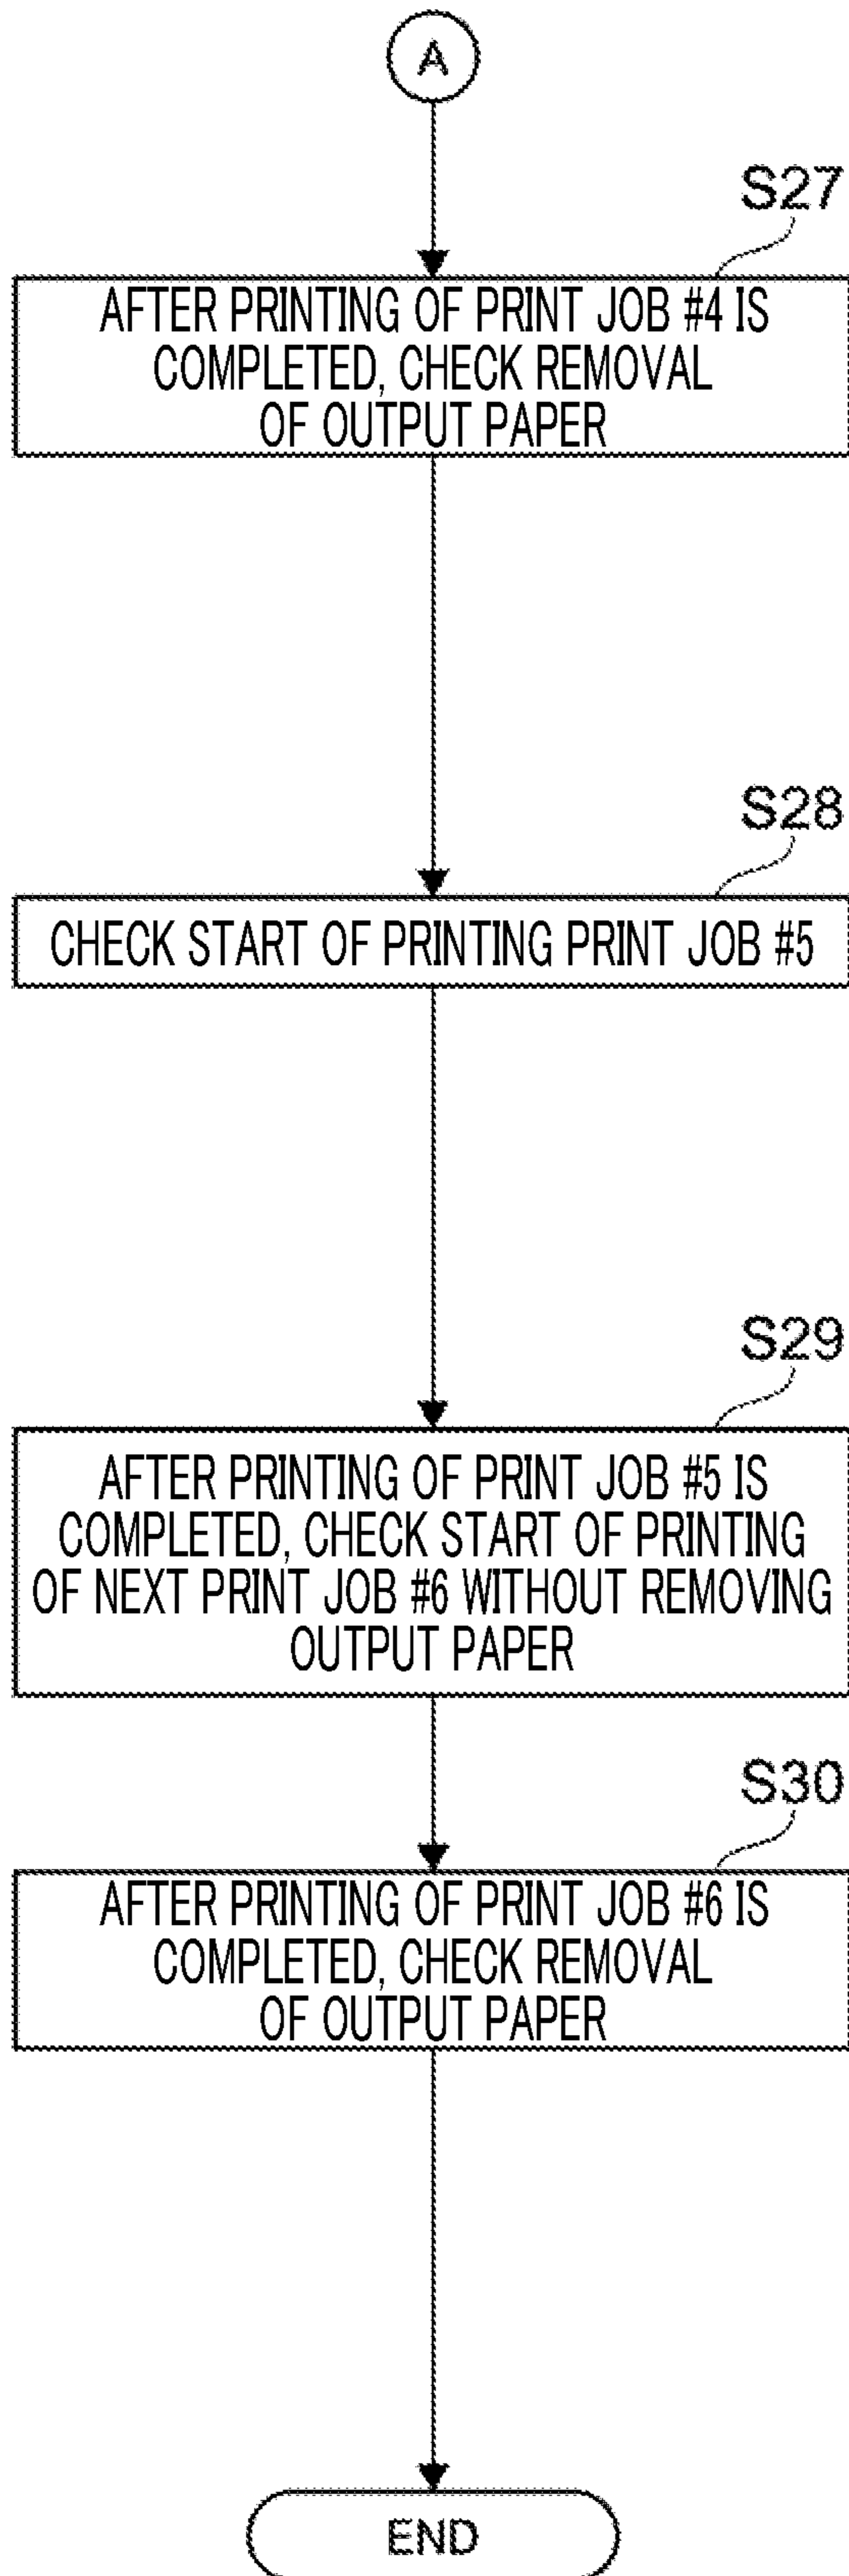 A
S27
AFTER PRINTING OF PRINT JOB #4 IS
COMPLETED, CHECK REMOVAL
OF OUTPUT PAPER
S28
CHECK START OF PRINTING PRINT JOB #5
S29
AFTER PRINTING OF PRINT JOB #5 IS
COMPLETED, CHECK START OF PRINTING
OF NEXT PRINT JOB #6 WITHOUT REMOVING
OUTPUT PAPER
S30
AFTER PRINTING OF PRINT JOB #6 IS
COMPLETED, CHECK REMOVAL
OF OUTPUT PAPER
END